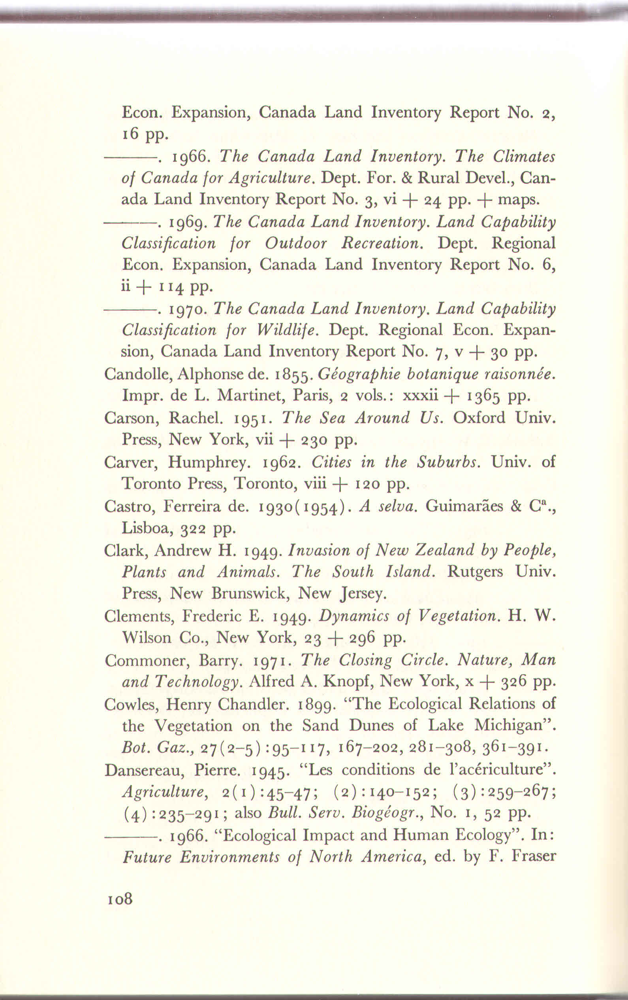 Econ. Expansion, Canada Land Inventory Report No. 2,
16 pp.
———. 1966. The Canada Land Inventory. The Climates
of Canada for Agriculture. Dept. For. & Rural Devel., Can-
ada Land Inventory Report No. 3, vi + 24 pp. + maps.
———. 1969. The Canada Land Inventory. Land Capability
Classification for Outdoor Recreation. Dept. Regional
Econ. Expansion, Canada Land Inventory Report No. 6,
ii + 114 pp.
———. 1970. The Canada Land Inventory. Land Capability
Classification for Wildlife. Dept. Regional Econ. Expan-
sion, Canada Land Inventory Report No. 7, v + 30 pp.
Candolle, Alphonse de. 1855. Géographie botanique raisonnée.
Impr. de L. Martinet, Paris, 2 vols.: xxxii + 1365 pp.
Carson, Rachel. 1951. The Sea Around Us. Oxford Univ.
Press, New York, vii + 230 pp.
Carver, Humphrey. 1962. Cities in the Suburbs. Univ. of
Toronto Press, Toronto, viii + 120 pp.
Castro, Ferreira de. 1930(1954). A selva. Guimarães & Cª.,
Lisboa, 322 pp.
Clark, Andrew H. 1949. Invasion of New Zealand by People,
Plants and Animals. The South Island. Rutgers Univ.
Press, New Brunswick, New Jersey.
Clements, Frederic E. 1949. Dynamics of Vegetation. H. W.
Wilson Co., New York, 23 + 296 pp.
Commoner, Barry. 1971. The Closing Circle. Nature, Man
and Technology. Alfred A. Knopf, New York, x + 326 pp.
Cowles, Henry Chandler. 1899. “The Ecological Relations of
the Vegetation on the Sand Dunes of Lake Michigan”.
Bot. Gaz., 27(2–5):95–117, 167–202, 281–308, 361–391.
Dansereau, Pierre. 1945. “Les conditions de l’acériculture”.
Agriculture, 2(1):45–47; (2):140–152; (3):259–267;
(4):235–291; also Bull. Serv. Biogéogr., No. 1, 52 pp.
———. 1966. “Ecological Impact and Human Ecology”. In:
Future Environments of North America, ed. by F. Fraser
108